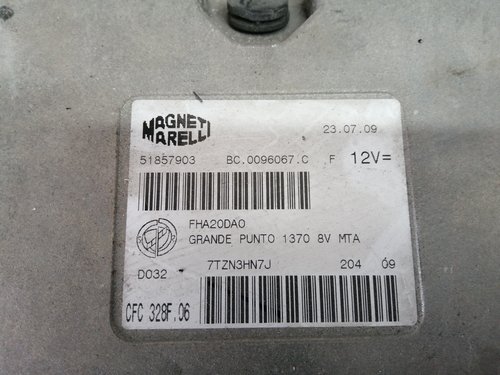 MAGNETI
MARELLI
23.07.09
51857903 BC.0096067.C F 12V=
FHA20DA0
GRANDE PUNTO 1370 8V MTA
D032 7TZN3HN7J 204 09
CFC 328F.06